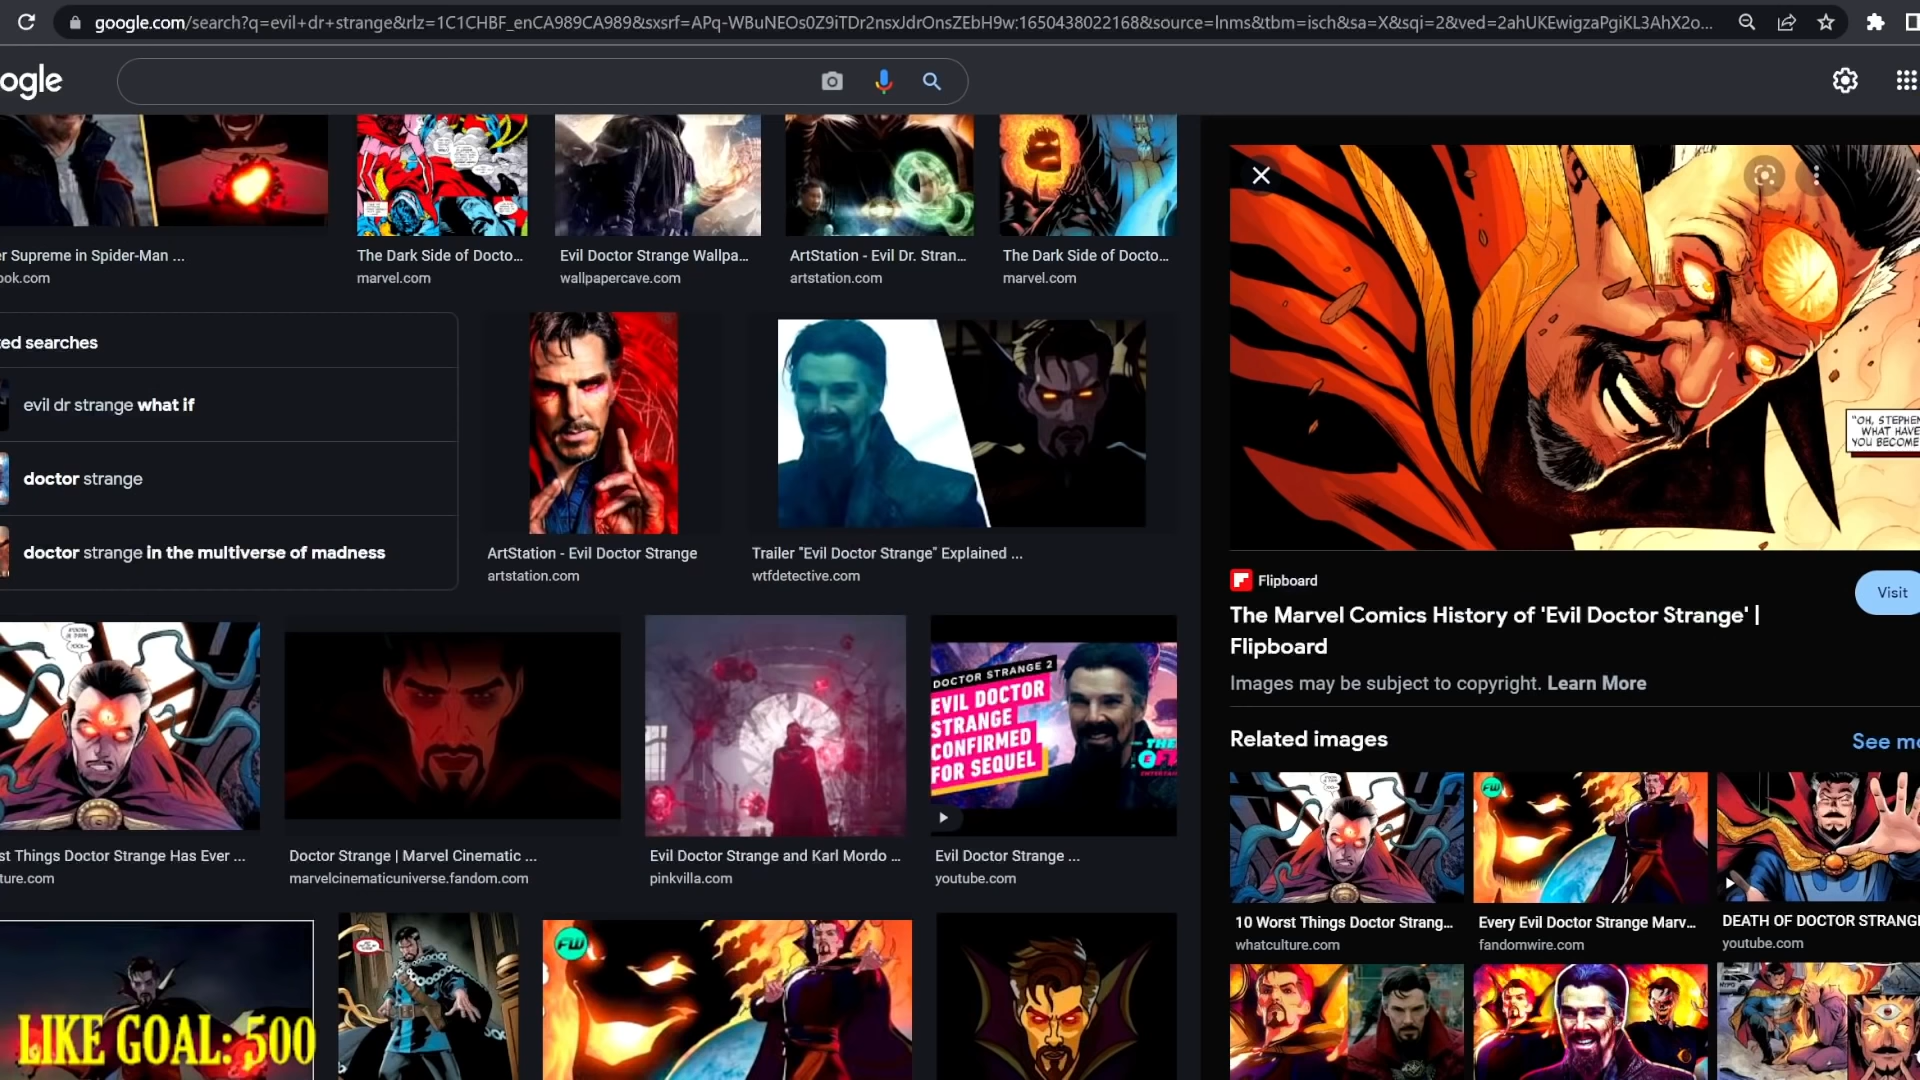 google.com/search?q=evil+dr+strange&rlz=1C1CHBF_enCA989CA989&sxsrf=APq-WBuNEOs0Z9iTDr2nsxJdrOnsZEbH9w:1650438022168&source=lnms&tbm=isch&sa=X&sqi=2&ved=2ahUKEwigzaPgiKL3AhX2o...
ogle
er Supreme in Spider-Man ...
ook.com
The Dark Side of Docto...
marvel.com
Evil Doctor Strange Wallpa...
wallpapercave.com
ArtStation - Evil Dr. Stran...
artstation.com
The Dark Side of Docto...
marvel.com
ted searches
evil dr strange what if
doctor strange
doctor strange in the multiverse of madness
ArtStation - Evil Doctor Strange
artstation.com
Trailer "Evil Doctor Strange" Explained ...
wtfdetective.com
DOCTOR STRANGE 2
EVIL DOCTOR
STRANGE
CONFIRMED
FOR SEQUEL
st Things Doctor Strange Has Ever ...
ture.com
Doctor Strange | Marvel Cinematic ...
marvelcinematicuniverse.fandom.com
Evil Doctor Strange and Karl Mordo ...
pinkvilla.com
Evil Doctor Strange ...
youtube.com
LIKE GOAL: 500
FW
"OH, STEPHEN
WHAT HAVE
YOU BECOME
Flipboard
Visit
The Marvel Comics History of 'Evil Doctor Strange' |
Flipboard
Images may be subject to copyright. Learn More
Related images
See mo
FW
10 Worst Things Doctor Strang...
whatculture.com
Every Evil Doctor Strange Marv...
fandomwire.com
DEATH OF DOCTOR STRANGE
youtube.com